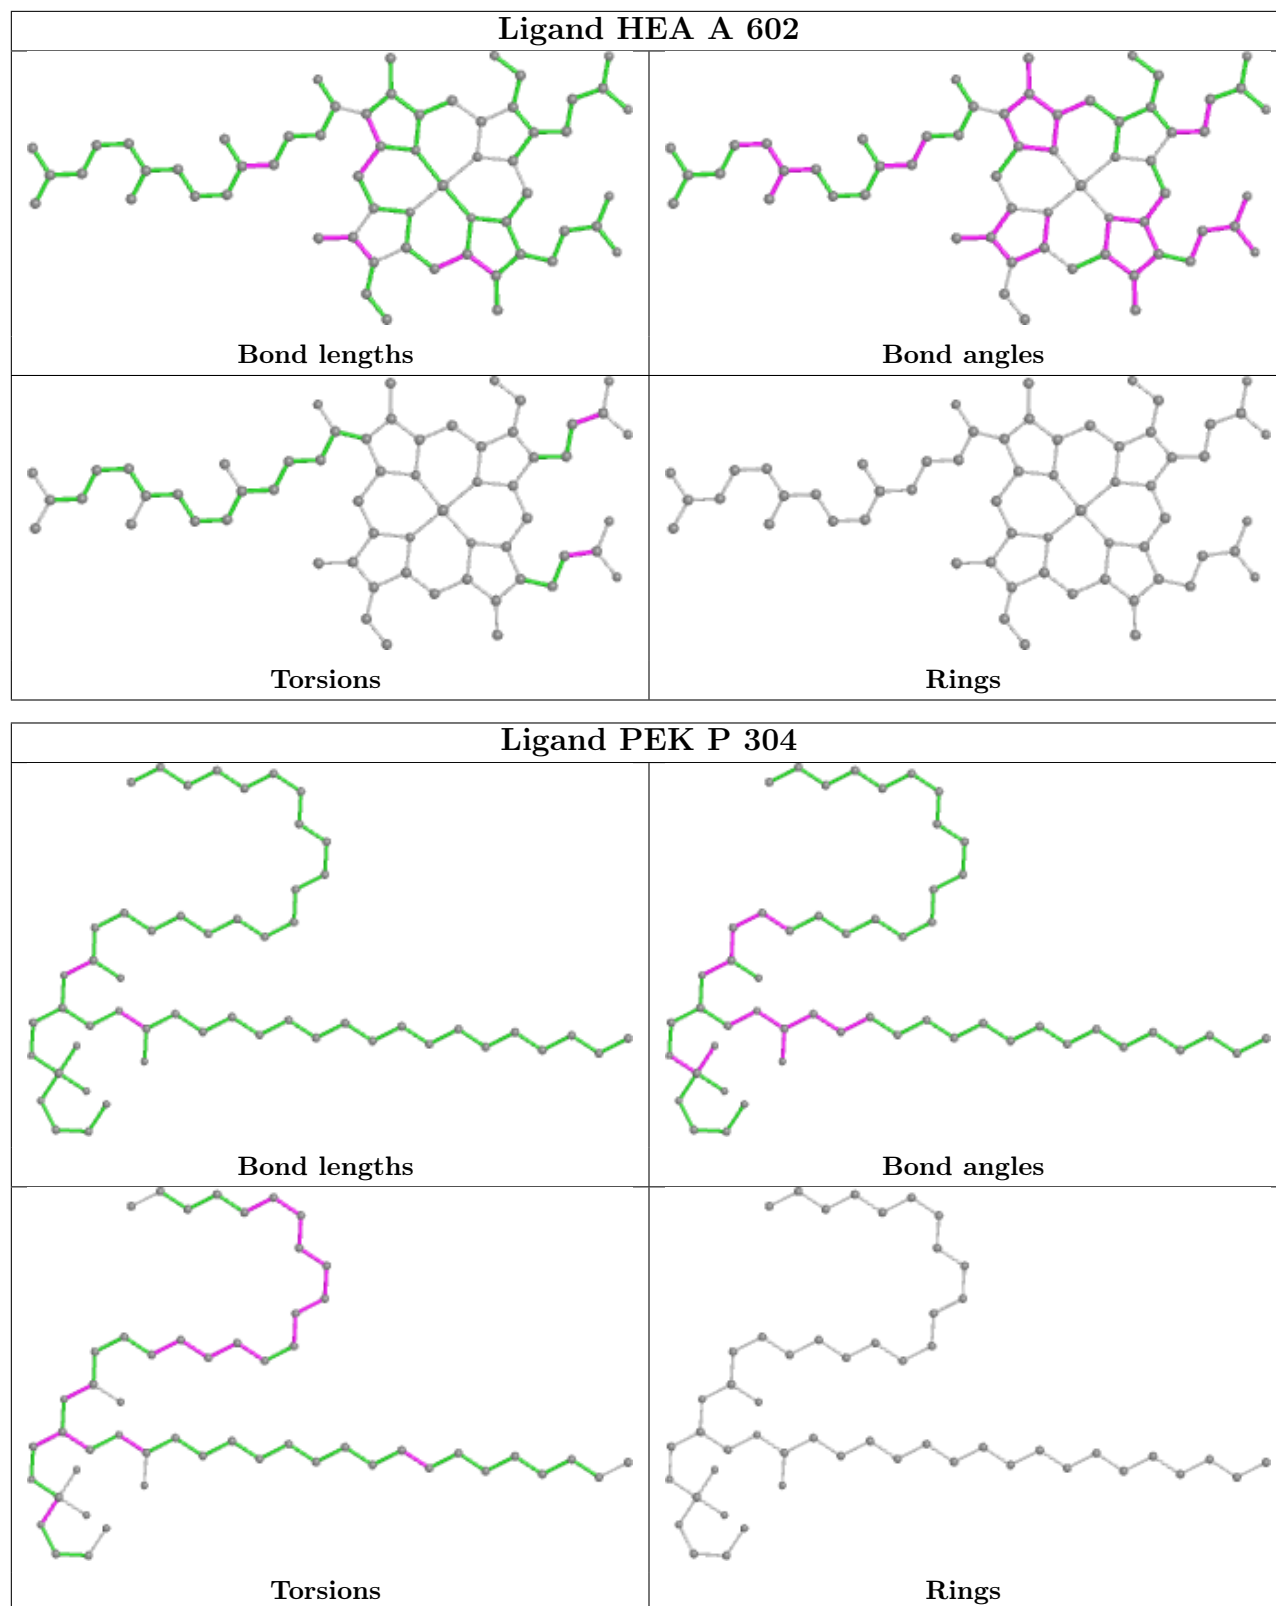 Ligand HEA A 602
Bond lengths
Bond angles
Torsions
Rings
Ligand PEK P 304
Bond lengths
Bond angles
Torsions
Rings